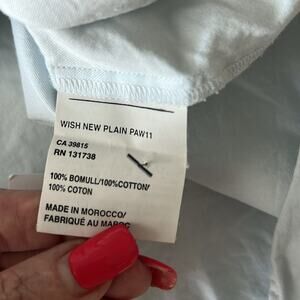 WISH NEW PLAIN PAW11
CA 39815
RN 131738
100% BOMULL/100%COTTON/
100% COTON
MADE IN MOROCCO/
FABRIQUÉ AU MAROC